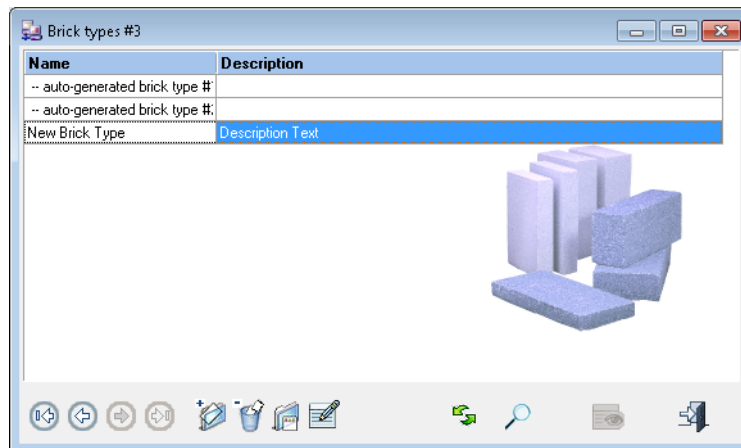 Brick types #3
Name Description
-- auto-generated brick type #
-- auto-generated brick type #
New Brick Type Description Text